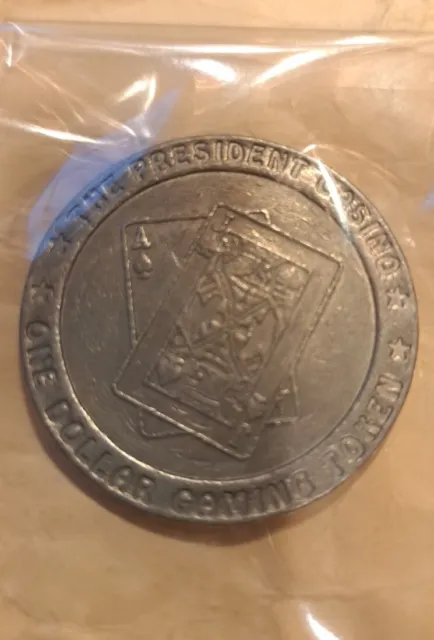 ★ THE PRESIDENT CASINO ★
★ ONE DOLLAR GAMING TOKEN ★
A
J